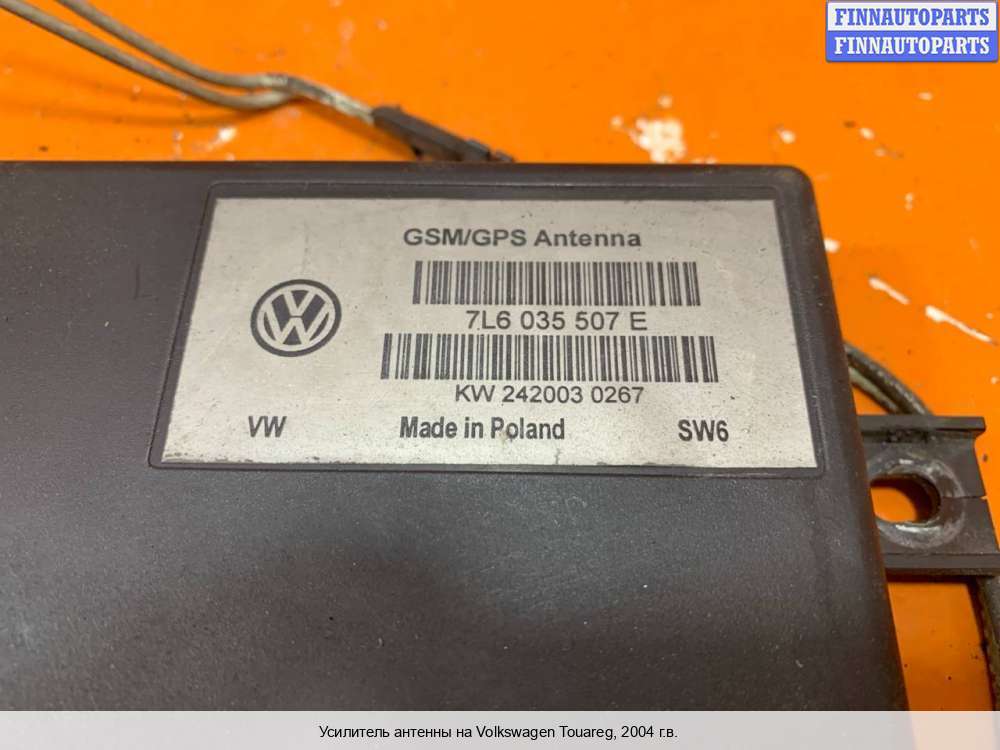 FINNAUTOPARTS
FINNAUTOPARTS
GSM/GPS Antenna
7L6 035 507 E
KW 242003 0267
VW Made in Poland SW6
Усилитель антенны на Volkswagen Touareg, 2004 г.в.